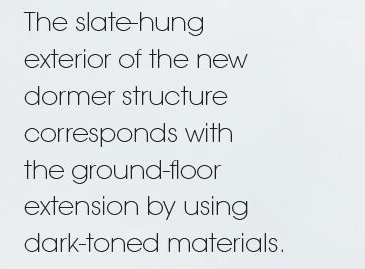 The slate-hung
exterior of the new
dormer structure
corresponds with
the ground-floor
extension by using
dark-toned materials.